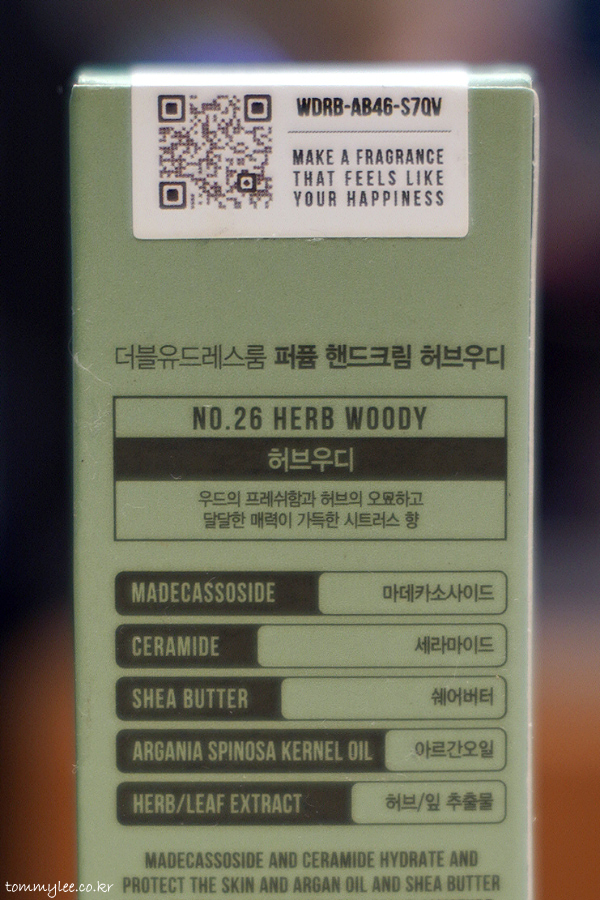 WDRB-AB46-S7QV
MAKE A FRAGRANCE
THAT FEELS LIKE
YOUR HAPPINESS
더블유드레스룸 퍼퓸 핸드크림 허브우디
NO.26 HERB WOODY
허브우디
우드의 프레쉬함과 허브의 오묘하고
달달한 매력이 가득한 시트러스 향
MADECASSOSIDE 마데카소사이드
CERAMIDE 세라마이드
SHEA BUTTER 쉐어버터
ARGANIA SPINOSA KERNEL OIL 아르간오일
HERB/LEAF EXTRACT 허브/잎 추출물
MADECASSOSIDE AND CERAMIDE HYDRATE AND
PROTECT THE SKIN AND ARGAN OIL AND SHEA BUTTER
tommylee.co.kr